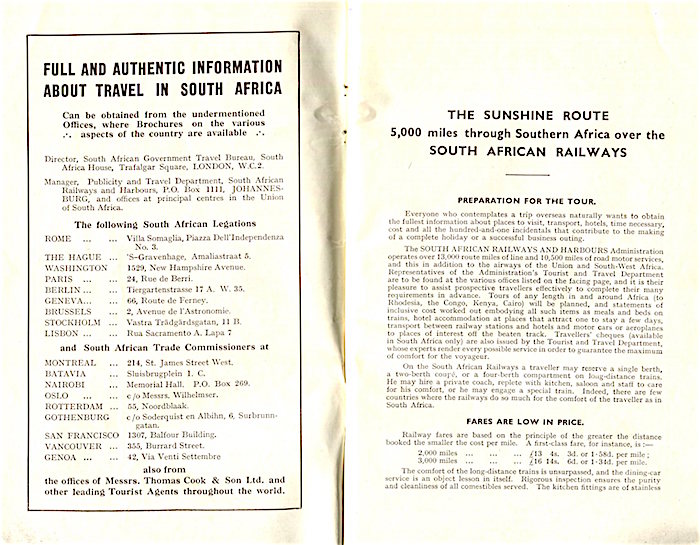 FULL AND AUTHENTIC INFORMATION
ABOUT TRAVEL IN SOUTH AFRICA
Can be obtained from the undermentioned
Offices, where Brochures on the various
.·. aspects of the country are available .·.
Director, South African Government Travel Bureau, South
Africa House, Trafalgar Square, LONDON, W.C.2.
Manager, Publicity and Travel Department, South African
Railways and Harbours, P.O. Box 1111, JOHANNES-
BURG, and offices at principal centres in the Union
of South Africa.
The following South African Legations
ROME ... ... Villa Somaglia, Piazza Dell'Independenza
No. 3.
THE HAGUE ... 'S-Gravenhage, Amaliastraat 5.
WASHINGTON 1529, New Hampshire Avenue.
PARIS ... ... 24, Rue de Berri.
BERLIN ... ... Tiergartenstrasse 17 A. W. 35.
GENEVA... ... 66, Route de Ferney.
BRUSSELS ... 2, Avenue de l'Astronomie.
STOCKHOLM ... Vastra Trädgårdsgatan, 11 B.
LISBON ... ... Rua Sacramento A. Lapa 7
and South African Trade Commissioners at
MONTREAL ... 214, St. James Street West.
BATAVIA ... Sluisbrugplein 1. C.
NAIROBI ... Memorial Hall, P.O. Box 269.
OSLO ... ... c/o Messrs. Wilhelmser.
ROTTERDAM ... 55, Noordblaak.
GOTHENBURG c/o Soderquist en Albihn, 6, Surbrunn-
gatan.
SAN FRANCISCO 1307, Balfour Building.
VANCOUVER ... 355, Burrard Street.
GENOA ... ... 42, Via Venti Settembre
also from
the offices of Messrs. Thomas Cook & Son Ltd. and
other leading Tourist Agents throughout the world.
THE SUNSHINE ROUTE
5,000 miles through Southern Africa over the
SOUTH AFRICAN RAILWAYS
PREPARATION FOR THE TOUR.
Everyone who contemplates a trip overseas naturally wants to obtain
the fullest information about places to visit, transport, hotels, time necessary,
cost and all the hundred-and-one incidentals that contribute to the making
of a complete holiday or a successful business outing.
The SOUTH AFRICAN RAILWAYS AND HARBOURS Administration
operates over 13,000 route miles of line and 10,500 miles of road motor services,
and this in addition to the airways of the Union and South-West Africa.
Representatives of the Administration's Tourist and Travel Department
are to be found at the various offices listed on the facing page, and it is their
pleasure to assist prospective travellers effectively to complete their many
requirements in advance. Tours of any length in and around Africa (to
Rhodesia, the Congo, Kenya, Cairo) will be planned, and statements of
inclusive cost worked out embodying all such items as meals and beds on
trains, hotel accommodation at places that attract one to stay a few days,
transport between railway stations and hotels and motor cars or aeroplanes
to places of interest off the beaten track. Travellers' cheques (available
in South Africa only) are also issued by the Tourist and Travel Department,
whose experts render every possible service in order to guarantee the maximum
of comfort for the voyageur.
On the South African Railways a traveller may reserve a single berth,
a two-berth coupé, or a four-berth compartment on long-distance trains.
He may hire a private coach, replete with kitchen, saloon and staff to care
for his comfort, or he may engage a special train. Indeed, there are few
countries where the railways do so much for the comfort of the traveller as in
South Africa.
FARES ARE LOW IN PRICE.
Railway fares are based on the principle of the greater the distance
booked the smaller the cost per mile. A first-class fare, for instance, is :—
2,000 miles ... ... ... £13 4s. 3d. or 1·58d. per mile ;
3,000 miles ... ... ... £16 14s. 6d. or 1·34d. per mile.
The comfort of the long-distance trains is unsurpassed, and the dining-car
service is an object lesson in itself. Rigorous inspection ensures the purity
and cleanliness of all comestibles served. The kitchen fittings are of stainless